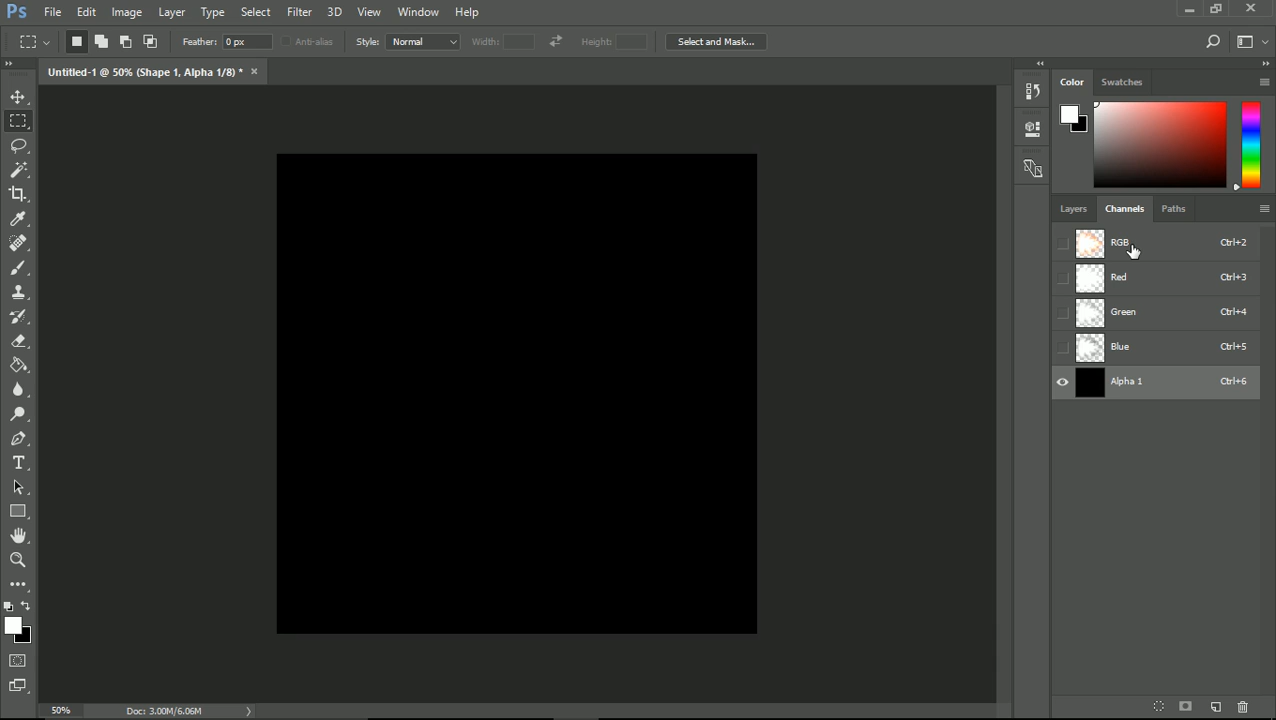 Ps File Edit Image Layer Type Select Filter 3D View Window Help
Feather: 0 px Anti-alias Style: Normal Width: Height: Select and Mask...
Untitled-1 @ 50% (Shape 1, Alpha 1/8) *
Color Swatches
Layers Channels Paths
RGB Ctrl+2
Red Ctrl+3
Green Ctrl+4
Blue Ctrl+5
Alpha 1 Ctrl+6
50% Doc: 3.00M/6.06M